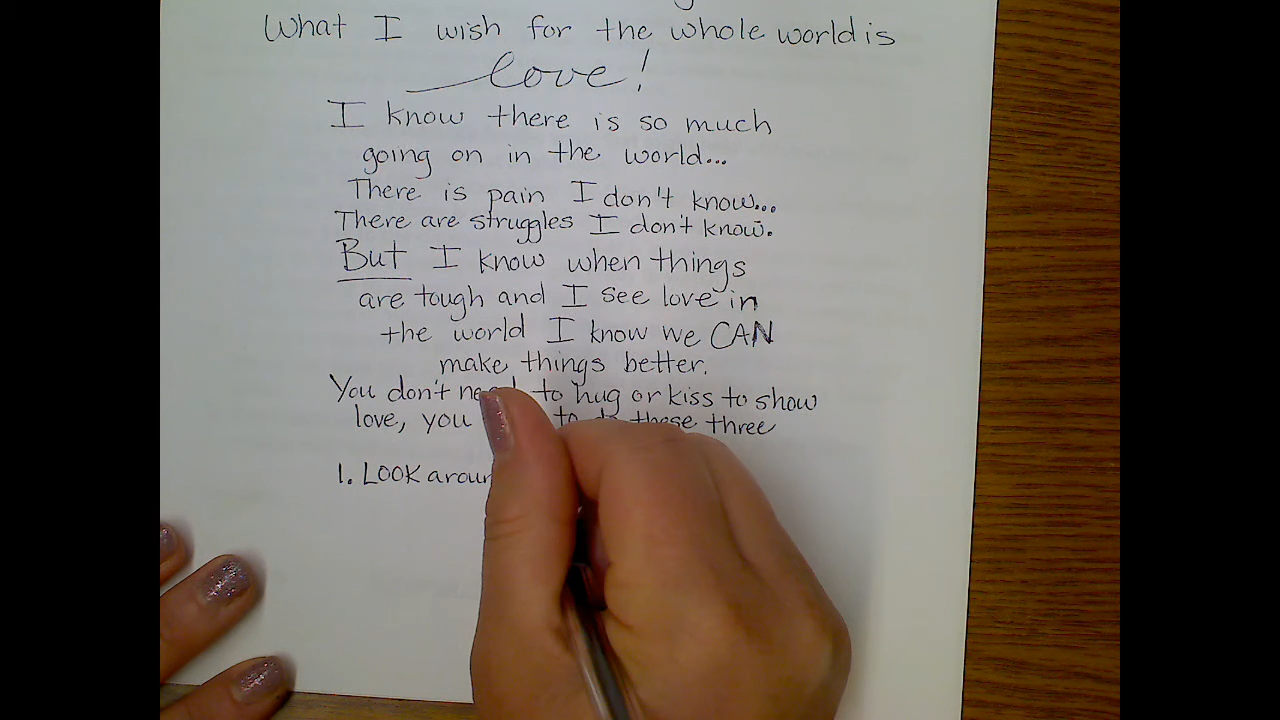 What I wish for the whole world is
love!
I know there is so much
going on in the world...
There is pain I don't know...
There are struggles I don't know.
But I know when things
are tough and I see love in
the world I know we CAN
make things better.
You don't need to hug or kiss to show
love, you to these three
1. Look aroun